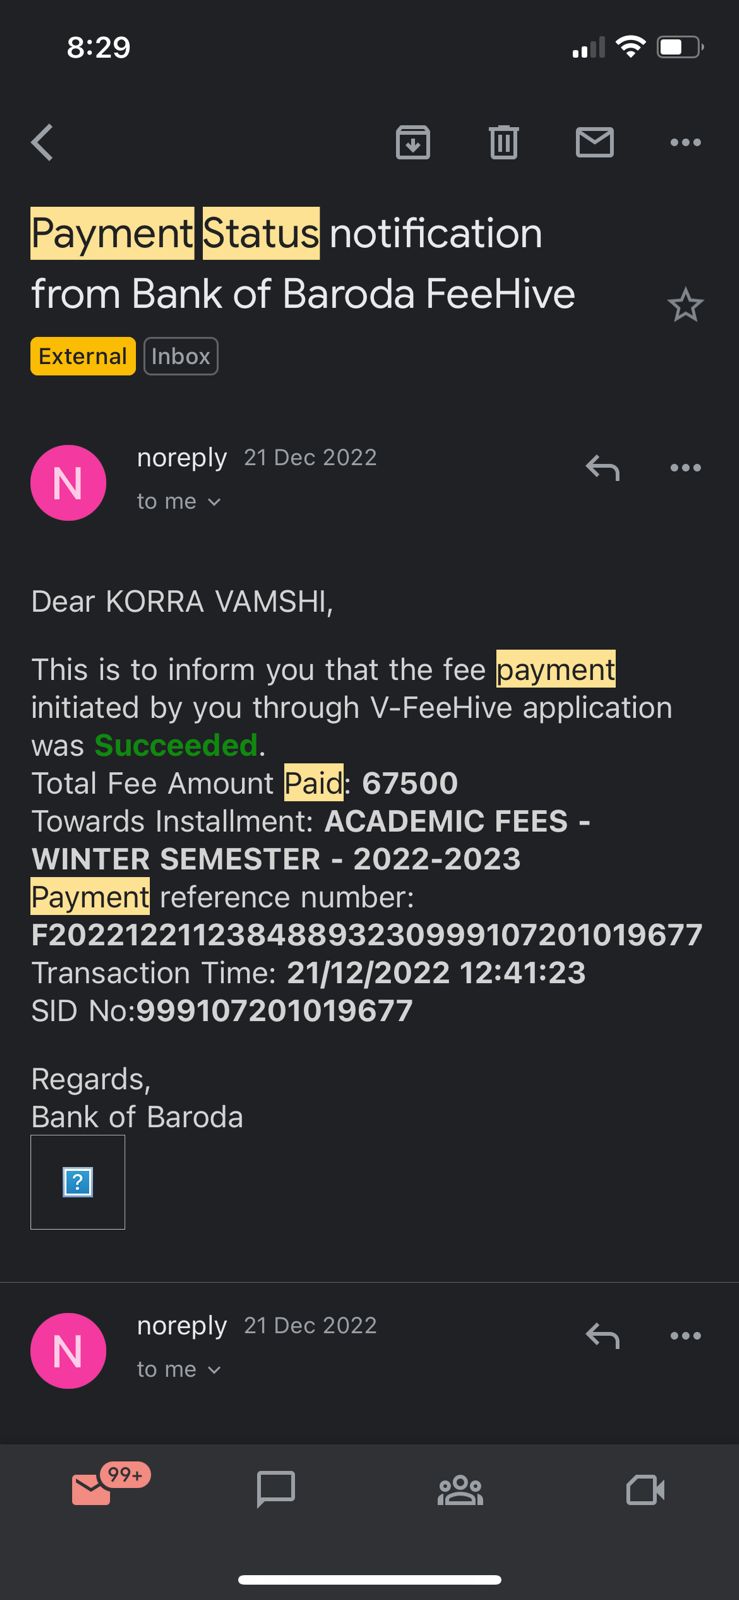 8:29
Payment Status notification
from Bank of Baroda FeeHive
External Inbox
N noreply 21 Dec 2022
to me
Dear KORRA VAMSHI,
This is to inform you that the fee payment
initiated by you through V-FeeHive application
was Succeeded.
Total Fee Amount Paid: 67500
Towards Installment: ACADEMIC FEES -
WINTER SEMESTER - 2022-2023
Payment reference number:
F20221221123848893230999107201019677
Transaction Time: 21/12/2022 12:41:23
SID No:999107201019677
Regards,
Bank of Baroda
?
N noreply 21 Dec 2022
to me
99+